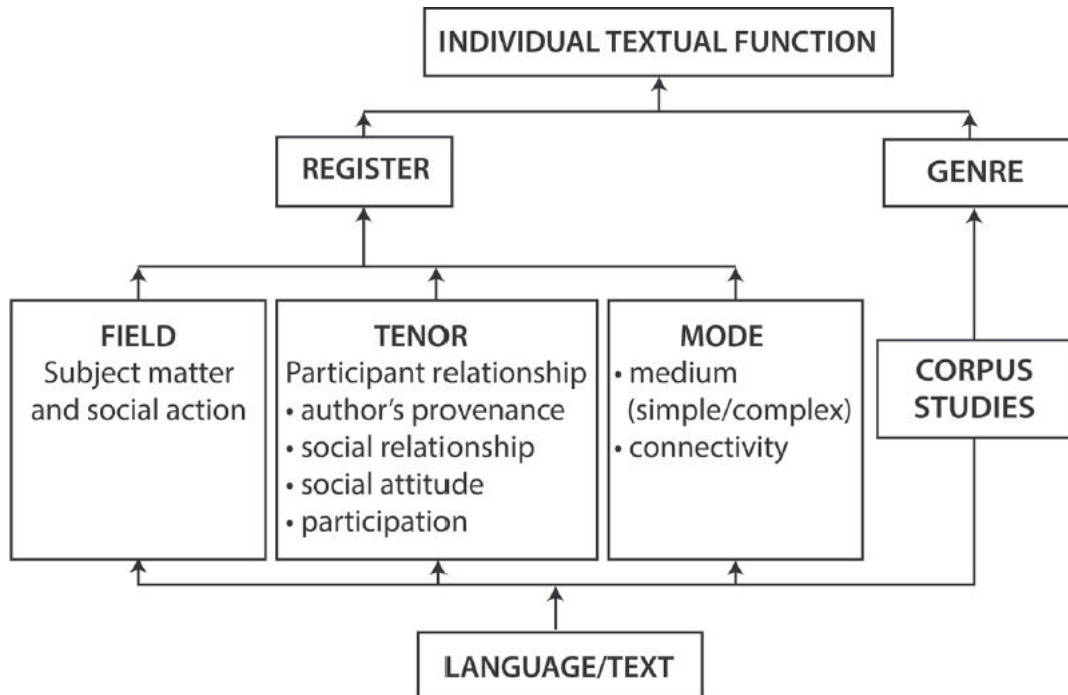 INDIVIDUAL TEXTUAL FUNCTION
REGISTER
GENRE
FIELD
Subject matter
and social action
TENOR
Participant relationship
• author's provenance
• social relationship
• social attitude
• participation
MODE
• medium
(simple/complex)
• connectivity
CORPUS
STUDIES
LANGUAGE/TEXT